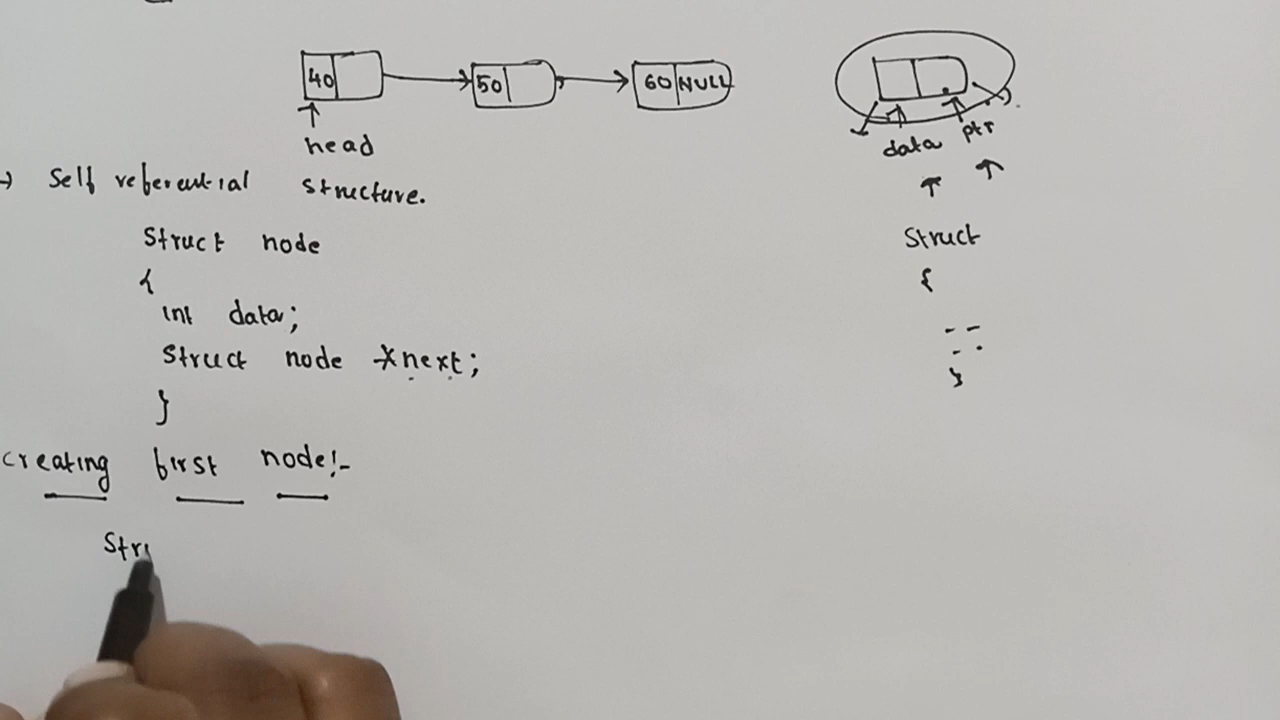 40 50 60 NULL
head
data ptr
→ Self referential structure.
Struct node
{
int data;
Struct node *next;
}
Struct
{
-- 
-.
}
creating first node:-
Str